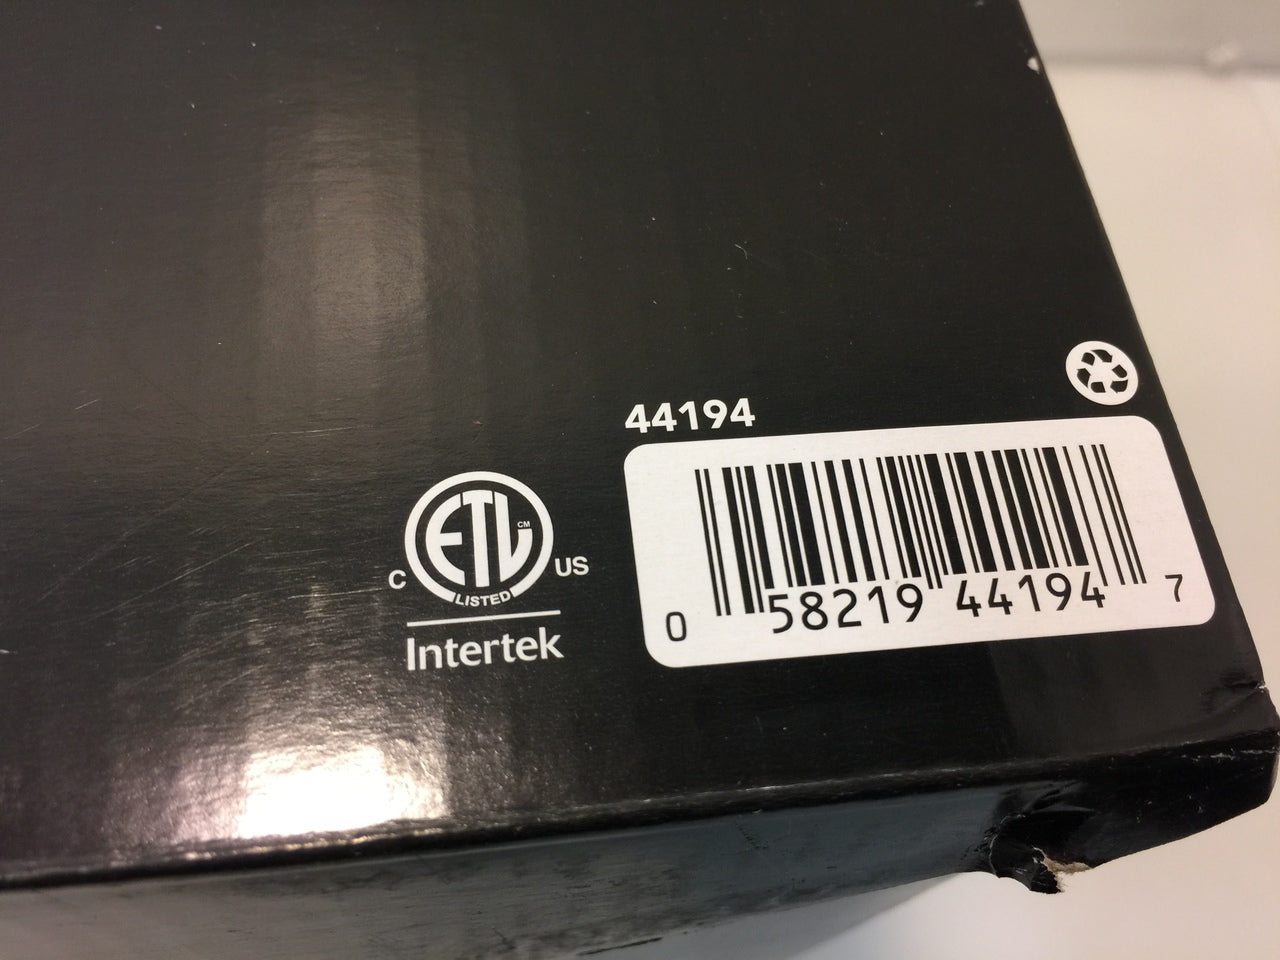 44194
ETL CM
C US
LISTED
Intertek
0 58219 44194 7